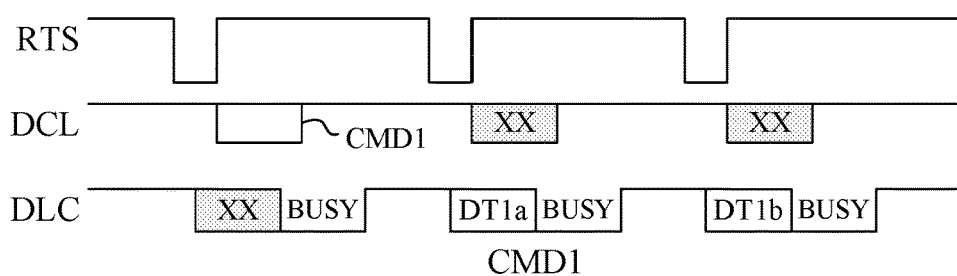 RTS
DCL CMD1 XX XX
DLC XX BUSY DT1a BUSY DT1b BUSY
CMD1